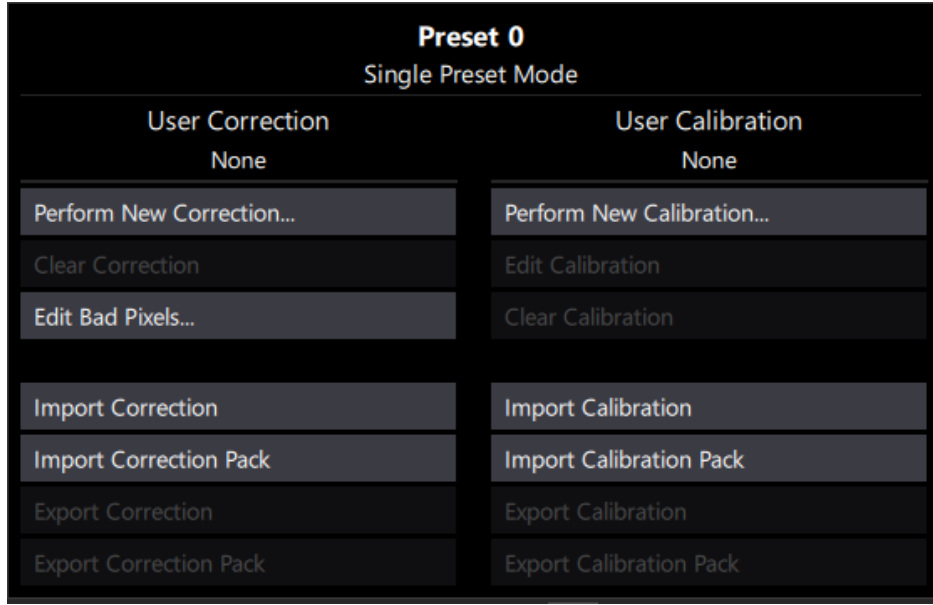 Preset 0
Single Preset Mode
User Correction
None
Perform New Correction...
Clear Correction
Edit Bad Pixels...
Import Correction
Import Correction Pack
Export Correction
Export Correction Pack
User Calibration
None
Perform New Calibration...
Edit Calibration
Clear Calibration
Import Calibration
Import Calibration Pack
Export Calibration
Export Calibration Pack